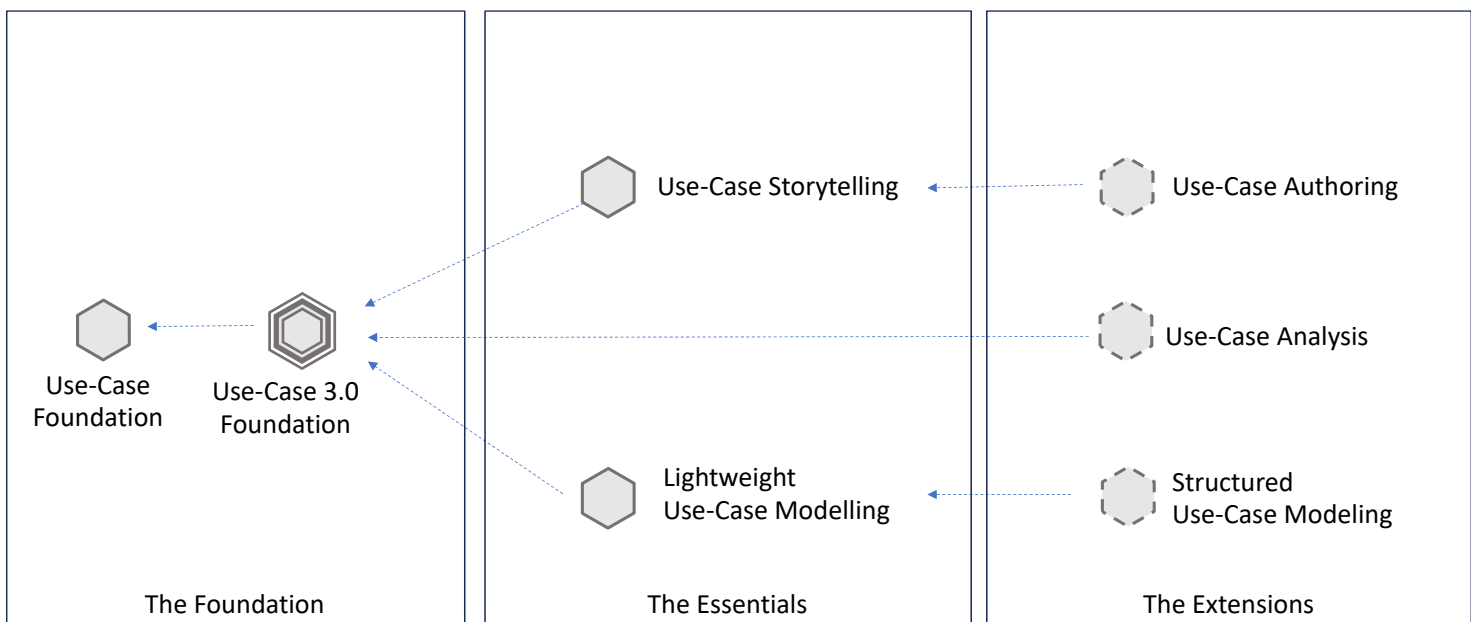 Use-Case
Foundation
Use-Case 3.0
Foundation
The Foundation
Use-Case Storytelling
Lightweight
Use-Case Modelling
The Essentials
Use-Case Authoring
Use-Case Analysis
Structured
Use-Case Modeling
The Extensions